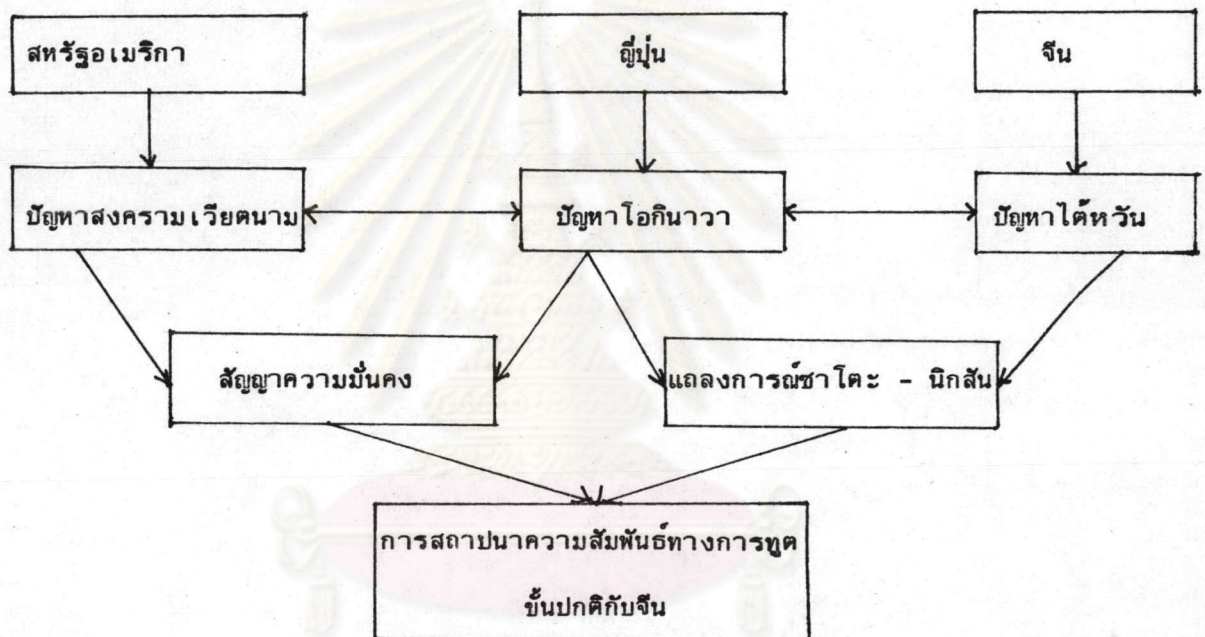 สหรัฐอเมริกา
ญี่ปุ่น
จีน
ปัญหาสงครามเวียตนาม
ปัญหาโอกินาวา
ปัญหาไต้หวัน
สัญญาความมั่นคง
แถลงการณ์ซาโตะ - นิกสัน
การสถาปนาความสัมพันธ์ทางการทูต
ขั้นปกติกับจีน